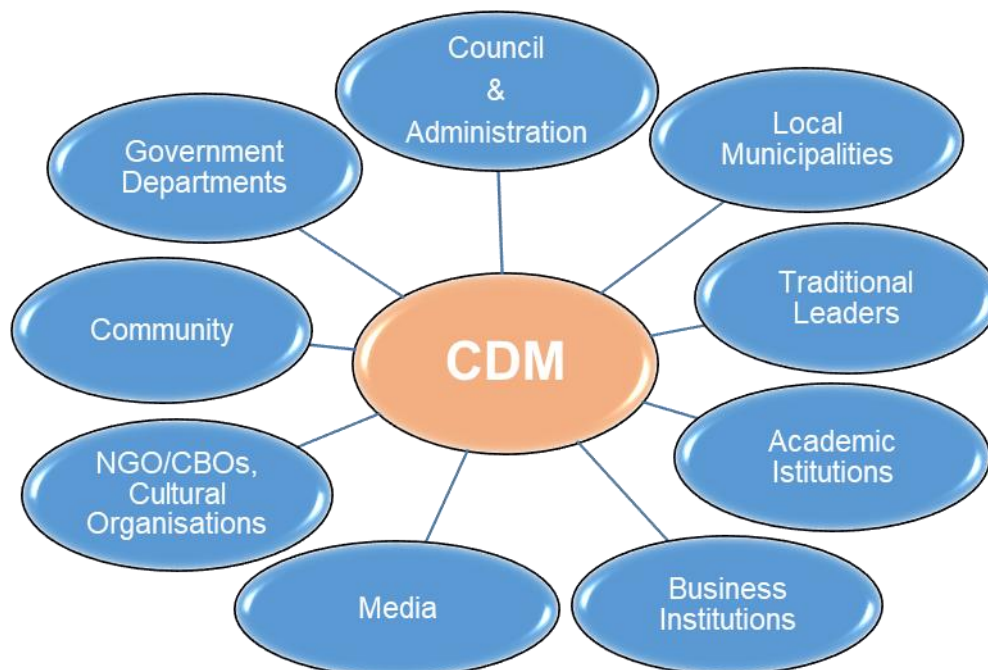 Council
&
Administration
Local
Municipalities
Government
Departments
Traditional
Leaders
Community
CDM
Academic
Istitutions
NGO/CBOs,
Cultural
Organisations
Business
Institutions
Media